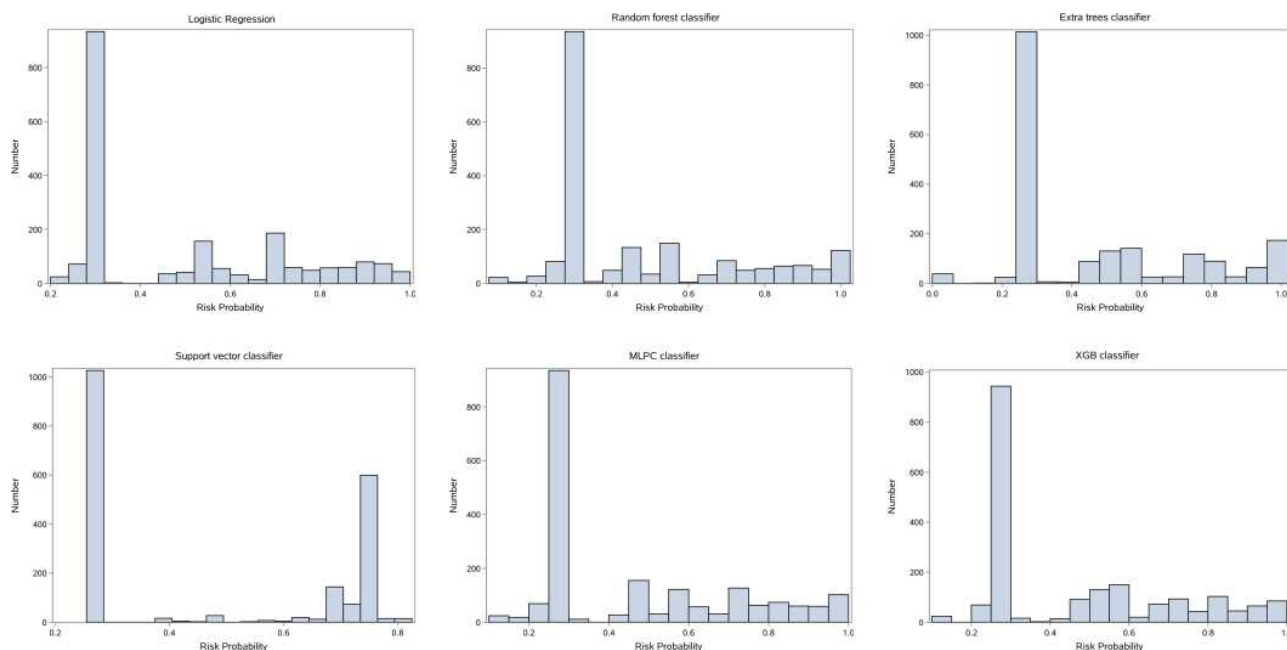 Logistic Regression
800
600
400
200
0
Number
0.2 0.4 0.6 0.8 1.0
Risk Probability
Random forest classifier
800
600
400
200
0
Number
0.2 0.4 0.6 0.8 1.0
Risk Probability
Extra trees classifier
1000
800
600
400
200
0
Number
0.0 0.2 0.4 0.6 0.8 1.0
Risk Probability
Support vector classifier
1000
800
600
400
200
0
Number
0.2 0.4 0.6 0.8
Risk Probability
MLPC classifier
800
600
400
200
0
Number
0.2 0.4 0.6 0.8 1.0
Risk Probability
XGB classifier
1000
800
600
400
200
0
Number
0.2 0.4 0.6 0.8 1.0
Risk Probability